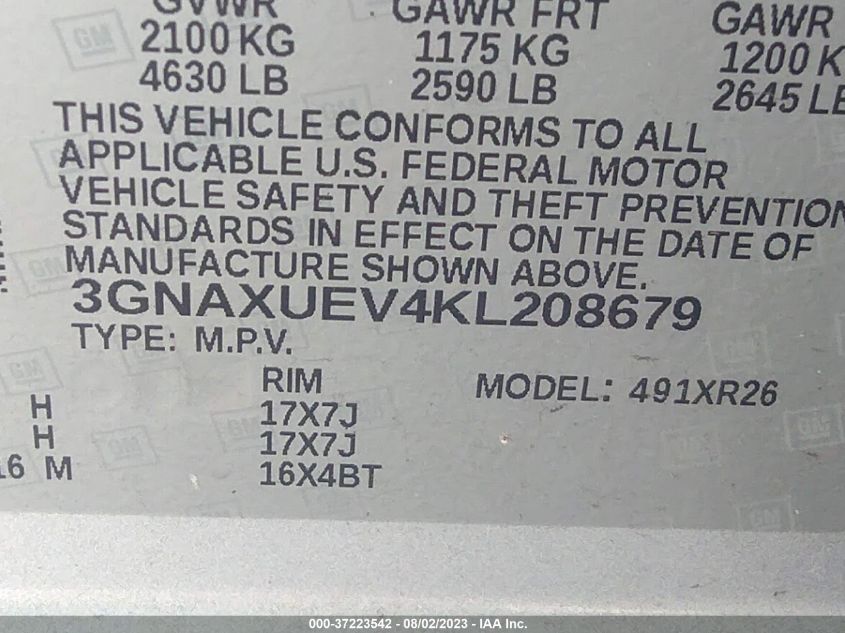 GVWR GAWR FRT GAWR
2100 KG 1175 KG 1200 K
4630 LB 2590 LB 2645 LB
THIS VEHICLE CONFORMS TO ALL
APPLICABLE U.S. FEDERAL MOTOR
VEHICLE SAFETY AND THEFT PREVENTION
STANDARDS IN EFFECT ON THE DATE OF
MANUFACTURE SHOWN ABOVE.
3GNAXUEV4KL208679
TYPE: M.P.V.
RIM MODEL: 491XR26
H 17X7J
H 17X7J
16 M 16X4BT
GM
000-37223542 - 08/02/2023 - IAA Inc.